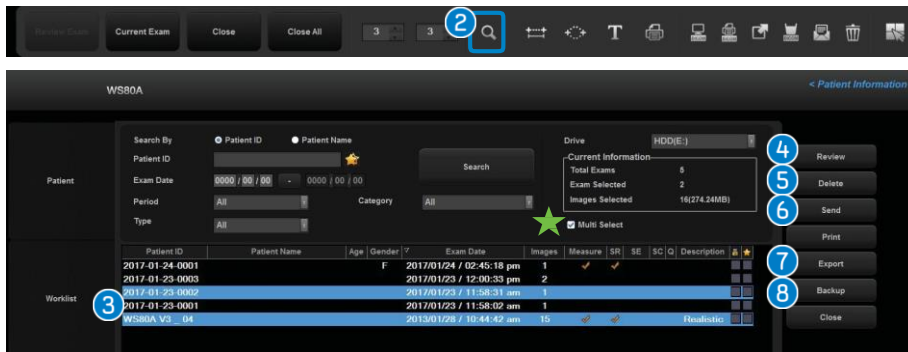 Review Exam Current Exam Close Close All 3 3 2 T
WS80A < Patient Information
Search By Patient ID Patient Name Drive HDD(E:)
Patient ID Search Current Information 4 Review
Total Exams 5
Patient Exam Date 0000 / 00 / 00 - 0000 / 00 / 00 Exam Selected 2 5 Delete
Period All Category All Images Selected 16(274.24MB) 6 Send
Type All Multi Select
Print
Patient ID Patient Name Age Gender Exam Date Images Measure SR SE SC Q Description
2017-01-24-0001 F 2017/01/24 / 02:45:18 pm 1 7 Export
2017-01-23-0003 2017/01/23 / 12:00:33 pm 2
Worklist 2017-01-23-0002 2017/01/23 / 11:58:31 am 1 8 Backup
3 2017-01-23-0001 2017/01/23 / 11:58:02 am 1
WS80A V3 _ 04 2013/01/28 / 10:44:42 am 15 Realistic Close